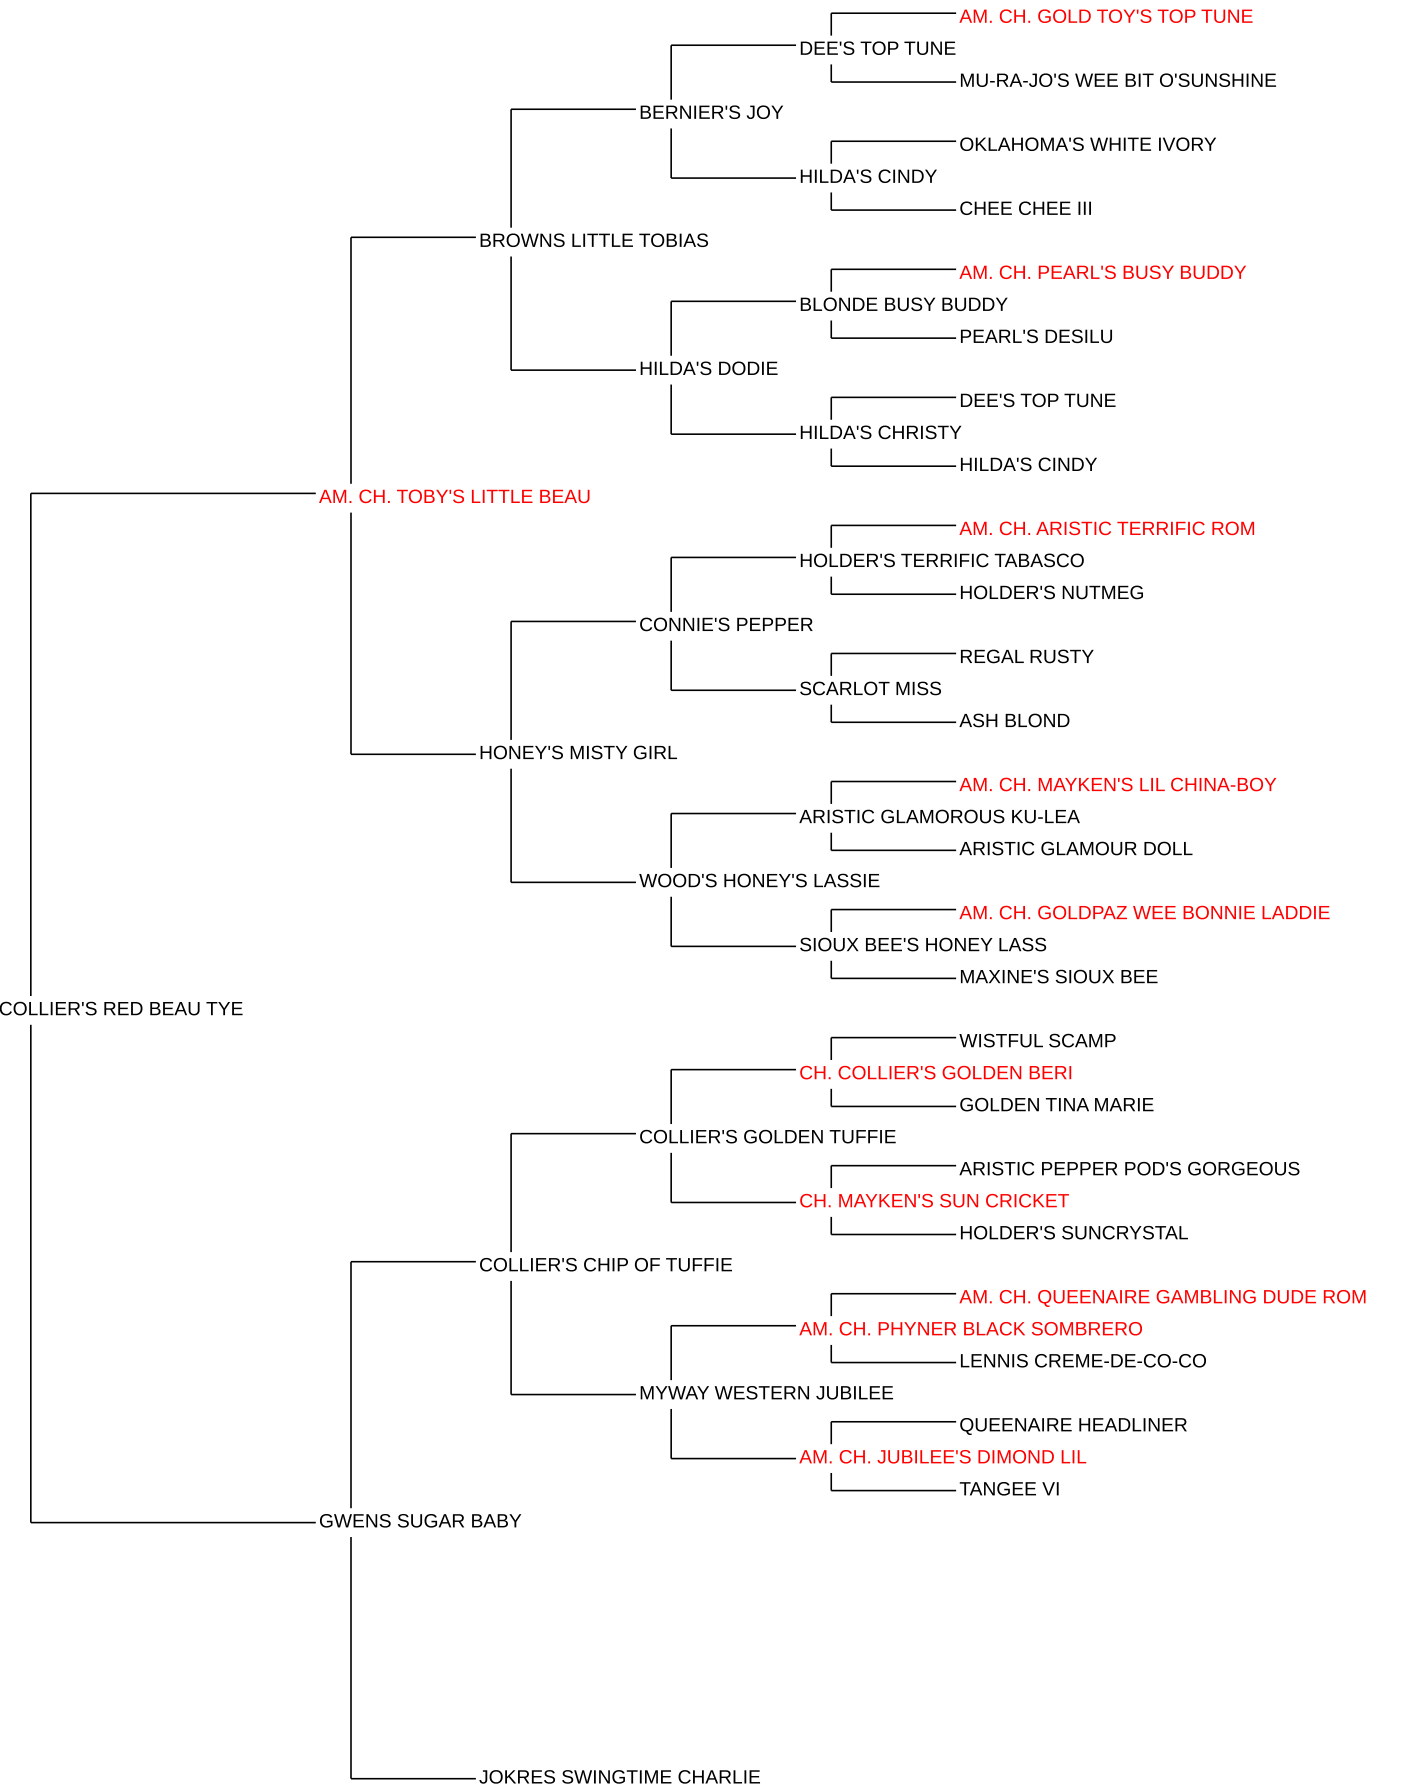 AM. CH. GOLD TOY'S TOP TUNE
DEE'S TOP TUNE
MU-RA-JO'S WEE BIT O'SUNSHINE
BERNIER'S JOY
OKLAHOMA'S WHITE IVORY
HILDA'S CINDY
CHEE CHEE III
BROWNS LITTLE TOBIAS
AM. CH. PEARL'S BUSY BUDDY
BLONDE BUSY BUDDY
PEARL'S DESILU
HILDA'S DODIE
DEE'S TOP TUNE
HILDA'S CHRISTY
HILDA'S CINDY
AM. CH. TOBY'S LITTLE BEAU
AM. CH. ARISTIC TERRIFIC ROM
HOLDER'S TERRIFIC TABASCO
HOLDER'S NUTMEG
CONNIE'S PEPPER
REGAL RUSTY
SCARLOT MISS
ASH BLOND
HONEY'S MISTY GIRL
AM. CH. MAYKEN'S LIL CHINA-BOY
ARISTIC GLAMOROUS KU-LEA
ARISTIC GLAMOUR DOLL
WOOD'S HONEY'S LASSIE
AM. CH. GOLDPAZ WEE BONNIE LADDIE
SIOUX BEE'S HONEY LASS
MAXINE'S SIOUX BEE
COLLIER'S RED BEAU TYE
WISTFUL SCAMP
CH. COLLIER'S GOLDEN BERI
GOLDEN TINA MARIE
COLLIER'S GOLDEN TUFFIE
ARISTIC PEPPER POD'S GORGEOUS
CH. MAYKEN'S SUN CRICKET
HOLDER'S SUNCRYSTAL
COLLIER'S CHIP OF TUFFIE
AM. CH. QUEENAIRE GAMBLING DUDE ROM
AM. CH. PHYNER BLACK SOMBRERO
LENNIS CREME-DE-CO-CO
MYWAY WESTERN JUBILEE
QUEENAIRE HEADLINER
AM. CH. JUBILEE'S DIMOND LIL
TANGEE VI
GWENS SUGAR BABY
JOKRES SWINGTIME CHARLIE